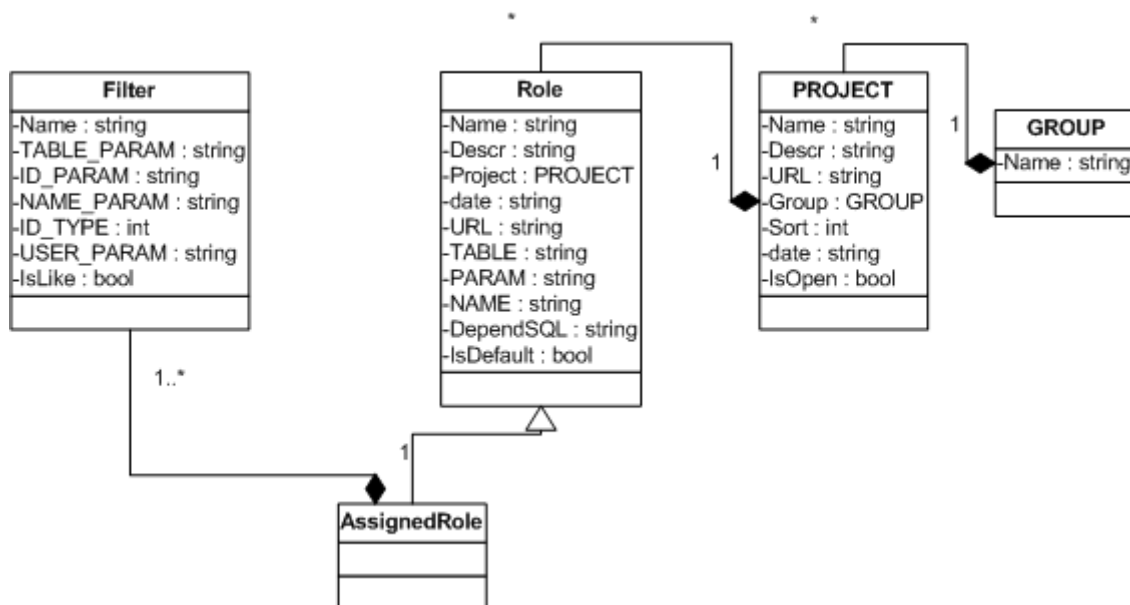 *
*
Filter
-Name : string
-TABLE_PARAM : string
-ID_PARAM : string
-NAME_PARAM : string
-ID_TYPE : int
-USER_PARAM : string
-IsLike : bool
1..*
Role
-Name : string
-Descr : string
-Project : PROJECT
-date : string
-URL : string
-TABLE : string
-PARAM : string
-NAME : string
-DependSQL : string
-IsDefault : bool
1
PROJECT
-Name : string
-Descr : string
-URL : string
-Group : GROUP
-Sort : int
-date : string
-IsOpen : bool
1
GROUP
-Name : string
1
AssignedRole